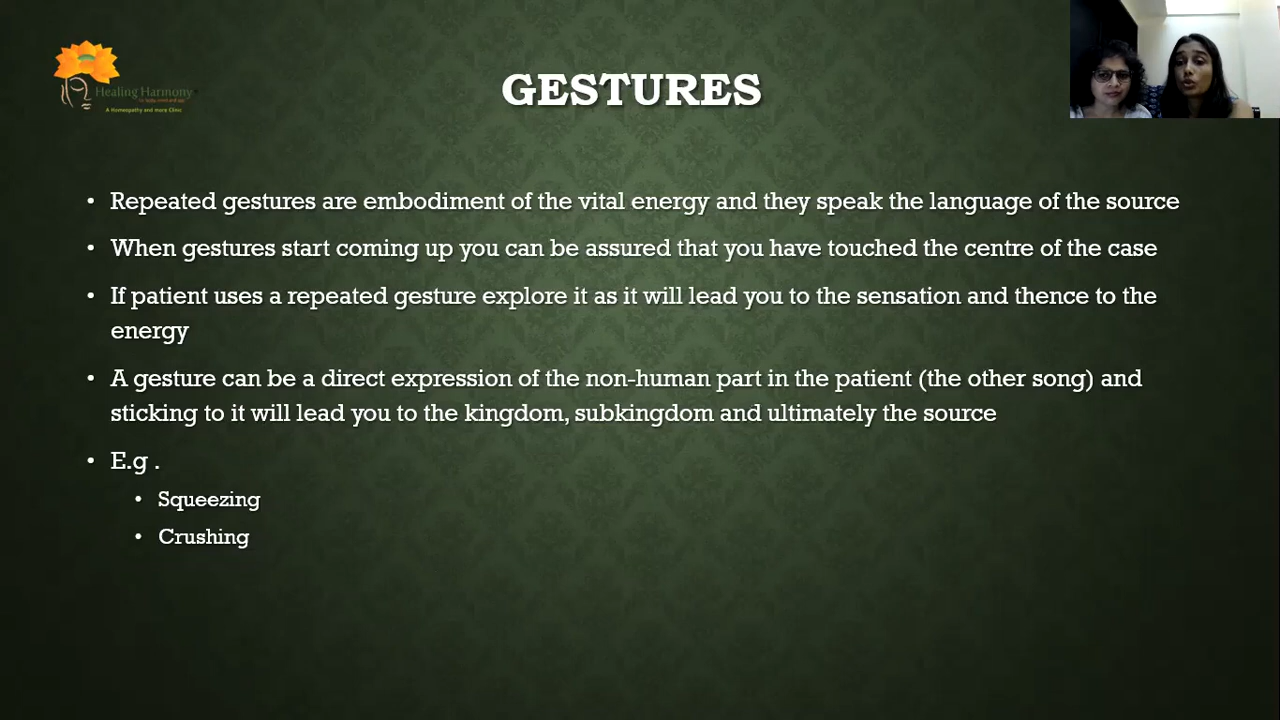 Healing Harmony
A Homeopathy and more Clinic
GESTURES
• Repeated gestures are embodiment of the vital energy and they speak the language of the source
• When gestures start coming up you can be assured that you have touched the centre of the case
• If patient uses a repeated gesture explore it as it will lead you to the sensation and thence to the
energy
• A gesture can be a direct expression of the non-human part in the patient (the other song) and
sticking to it will lead you to the kingdom, subkingdom and ultimately the source
• E.g .
• Squeezing
• Crushing